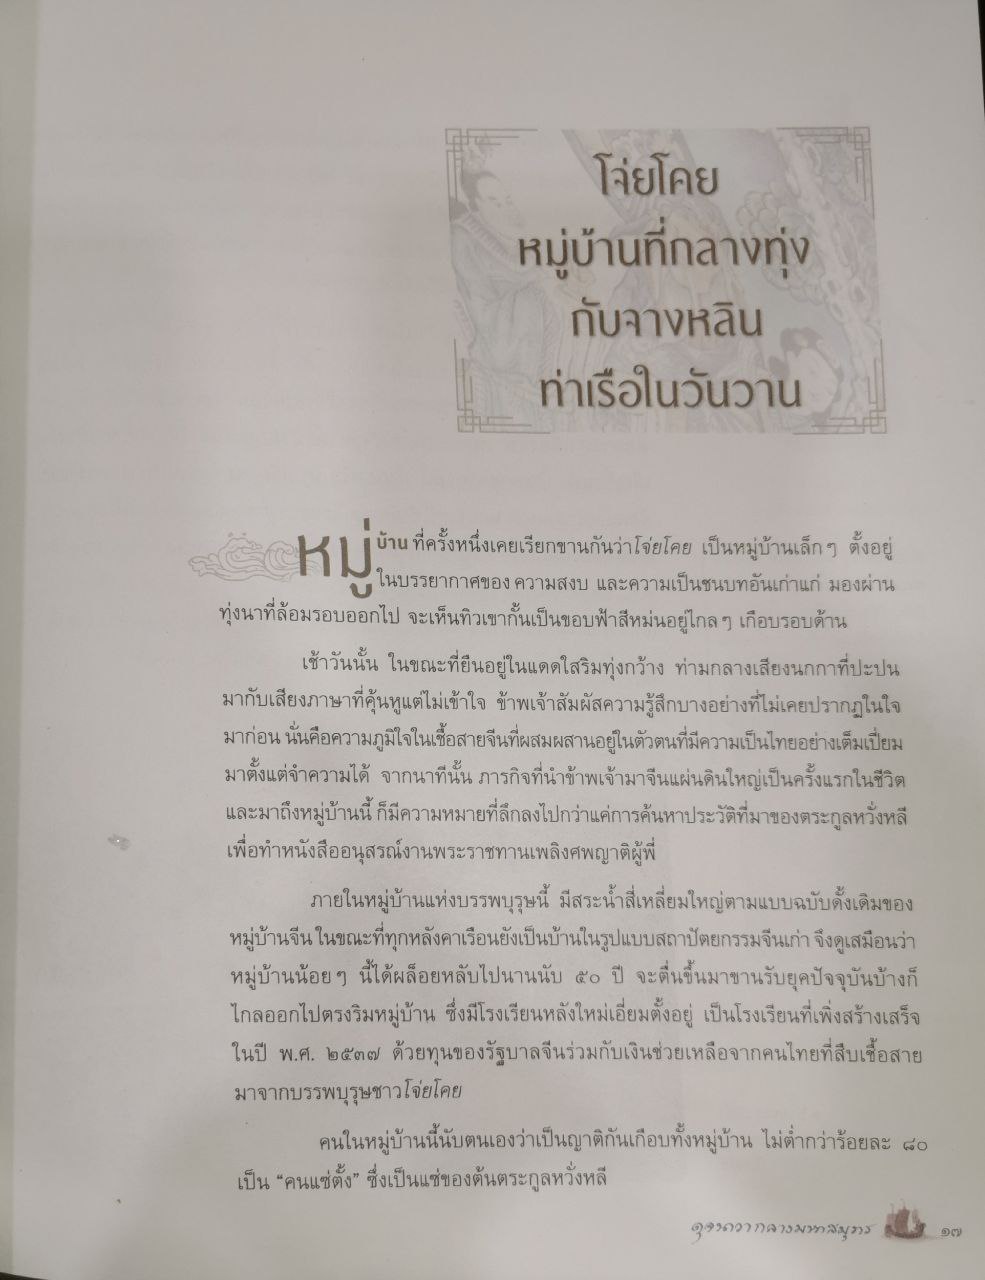 โจ่ยโคย
หมู่บ้านที่กลางทุ่ง
กับจางหลิน
ท่าเรือในวันวาน
หมู่บ้าน ที่ครั้งหนึ่งเคยเรียกขานกันว่าโจ่ยโคย เป็นหมู่บ้านเล็กๆ ตั้งอยู่
ในบรรยากาศของ ความสงบ และความเป็นชนบทอันเก่าแก่ มองผ่าน
ทุ่งนาที่ล้อมรอบออกไป จะเห็นทิวเขากั้นเป็นขอบฟ้าสีหม่นอยู่ไกลๆ เกือบรอบด้าน
เช้าวันนั้น ในขณะที่ยืนอยู่ในแดดใสริมทุ่งกว้าง ท่ามกลางเสียงนกกาที่ปะปน
มากับเสียงภาษาที่คุ้นหูแต่ไม่เข้าใจ ข้าพเจ้าสัมผัสความรู้สึกบางอย่างที่ไม่เคยปรากฏในใจ
มาก่อน นั่นคือความภูมิใจในเชื้อสายจีนที่ผสมผสานอยู่ในตัวตนที่มีความเป็นไทยอย่างเต็มเปี่ยม
มาตั้งแต่จำความได้ จากนาทีนั้น ภารกิจที่นำข้าพเจ้ามาจีนแผ่นดินใหญ่เป็นครั้งแรกในชีวิต
และมาถึงหมู่บ้านนี้ ก็มีความหมายที่ลึกลงไปกว่าแค่การค้นหาประวัติที่มาของตระกูลหวั่งหลี
เพื่อทำหนังสืออนุสรณ์งานพระราชทานเพลิงศพญาติผู้พี่
ภายในหมู่บ้านแห่งบรรพบุรุษนี้ มีสระน้ำสี่เหลี่ยมใหญ่ตามแบบฉบับดั้งเดิมของ
หมู่บ้านจีน ในขณะที่ทุกหลังคาเรือนยังเป็นบ้านในรูปแบบสถาปัตยกรรมจีนเก่า จึงดูเสมือนว่า
หมู่บ้านน้อยๆ นี้ได้ผล็อยหลับไปนานนับ ๕๐ ปี จะตื่นขึ้นมาขานรับยุคปัจจุบันบ้างก็
ไกลออกไปตรงริมหมู่บ้าน ซึ่งมีโรงเรียนหลังใหม่เอี่ยมตั้งอยู่ เป็นโรงเรียนที่เพิ่งสร้างเสร็จ
ในปี พ.ศ. ๒๕๓๗ ด้วยทุนของรัฐบาลจีนร่วมกับเงินช่วยเหลือจากคนไทยที่สืบเชื้อสาย
มาจากบรรพบุรุษชาวโจ่ยโคย
คนในหมู่บ้านนี้นับตนเองว่าเป็นญาติกันเกือบทั้งหมู่บ้าน ไม่ต่ำกว่าร้อยละ ๘๐
เป็น “คนแซ่ตั้ง” ซึ่งเป็นแซ่ของต้นตระกูลหวั่งหลี
ดุจนาวากลางมหาสมุทร ๑๗